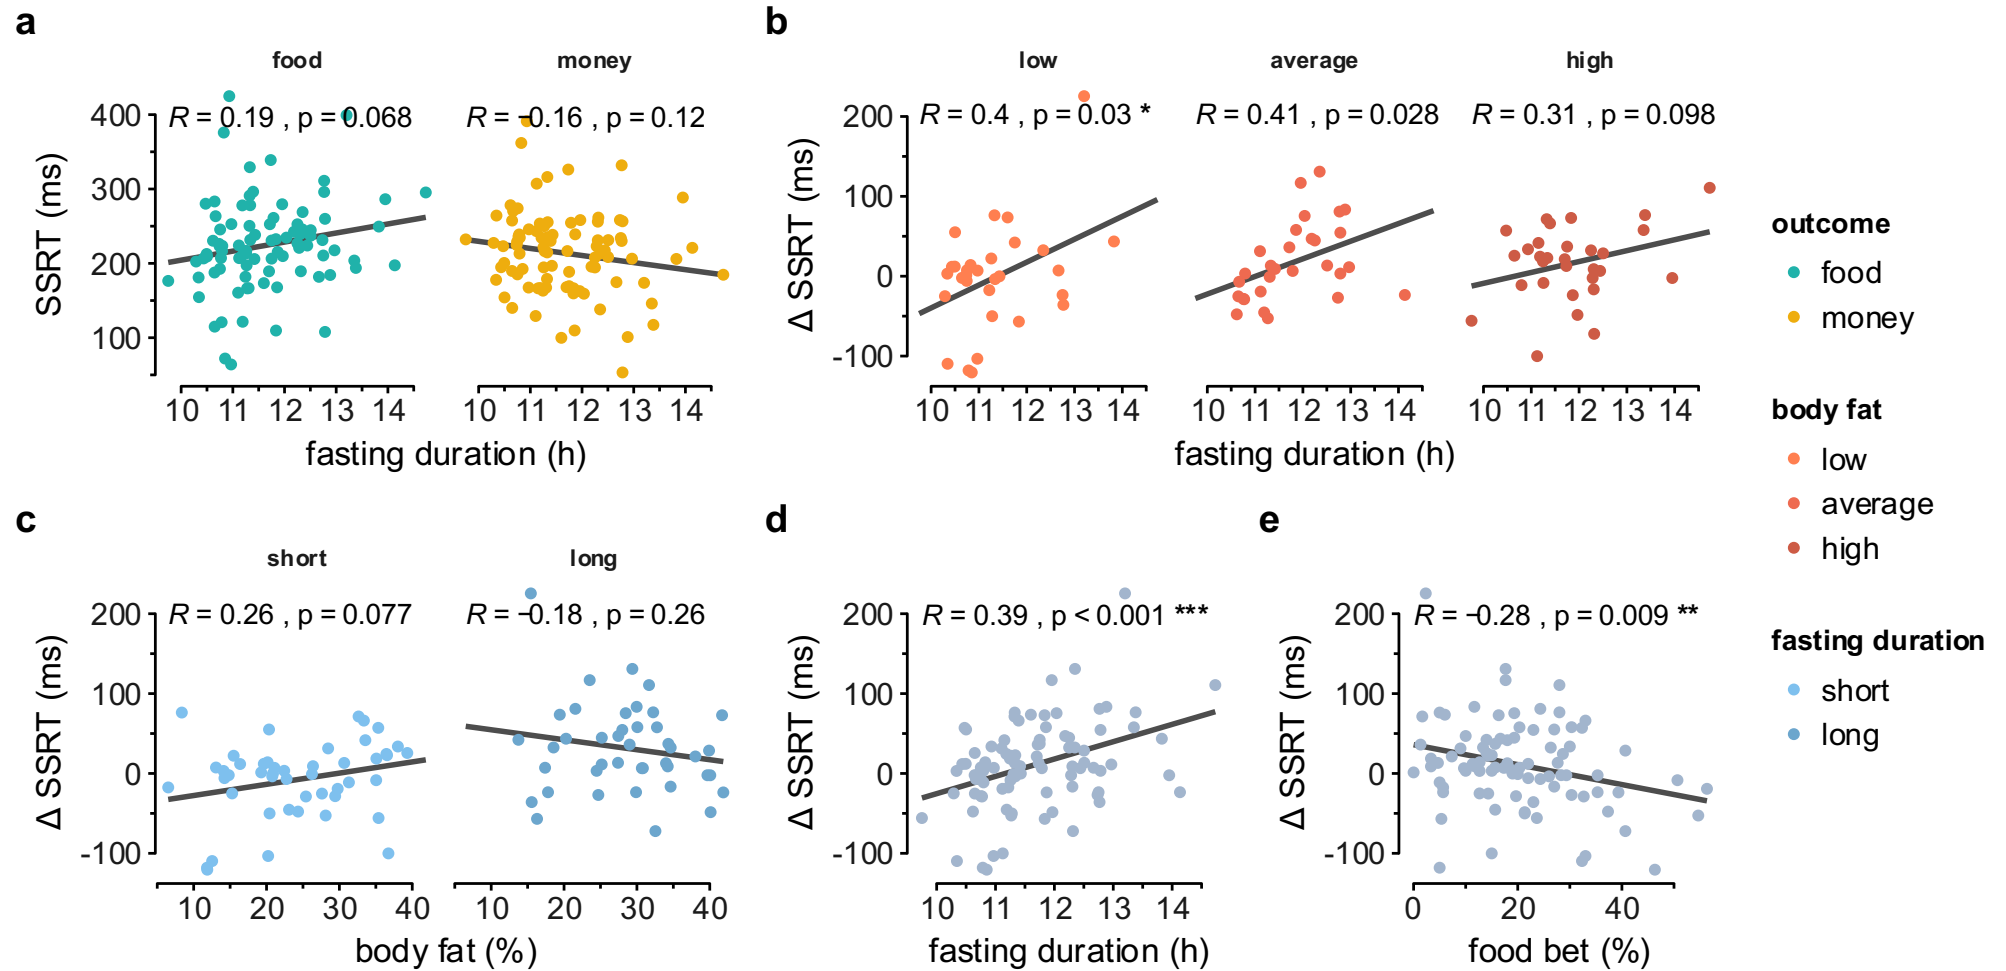 a
food money
R = 0.19 , p = 0.068 R = −0.16 , p = 0.12
400
300
200
100
SSRT (ms)
10 11 12 13 14 10 11 12 13 14
fasting duration (h)
b
low average high
R = 0.4 , p = 0.03 * R = 0.41 , p = 0.028 R = 0.31 , p = 0.098
200
100
0
-100
Δ SSRT (ms)
10 11 12 13 14 10 11 12 13 14 10 11 12 13 14
fasting duration (h)
outcome
food
money
body fat
low
average
high
fasting duration
short
long
c
short long
R = 0.26 , p = 0.077 R = −0.18 , p = 0.26
200
100
0
-100
Δ SSRT (ms)
10 20 30 40 10 20 30 40
body fat (%)
d
R = 0.39 , p < 0.001 ***
200
100
0
-100
Δ SSRT (ms)
10 11 12 13 14
fasting duration (h)
e
R = −0.28 , p = 0.009 **
200
100
0
-100
Δ SSRT (ms)
0 20 40
food bet (%)